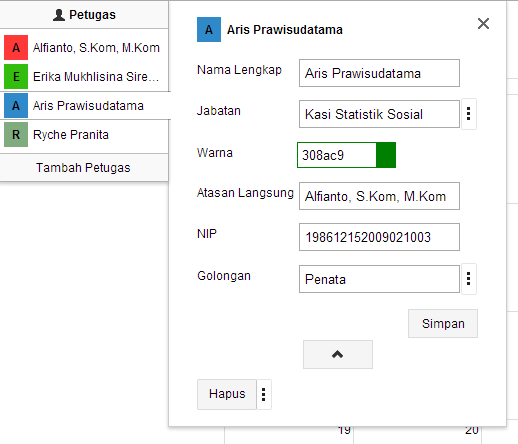 Petugas
A Alfianto, S.Kom, M.Kom
E Erika Mukhlisina Sire...
A Aris Prawisudatama
R Ryche Pranita
Tambah Petugas
A Aris Prawisudatama
Nama Lengkap Aris Prawisudatama
Jabatan Kasi Statistik Sosial
Warna 308ac9
Atasan Langsung Alfianto, S.Kom, M.Kom
NIP 198612152009021003
Golongan Penata
Simpan
Hapus
19 20